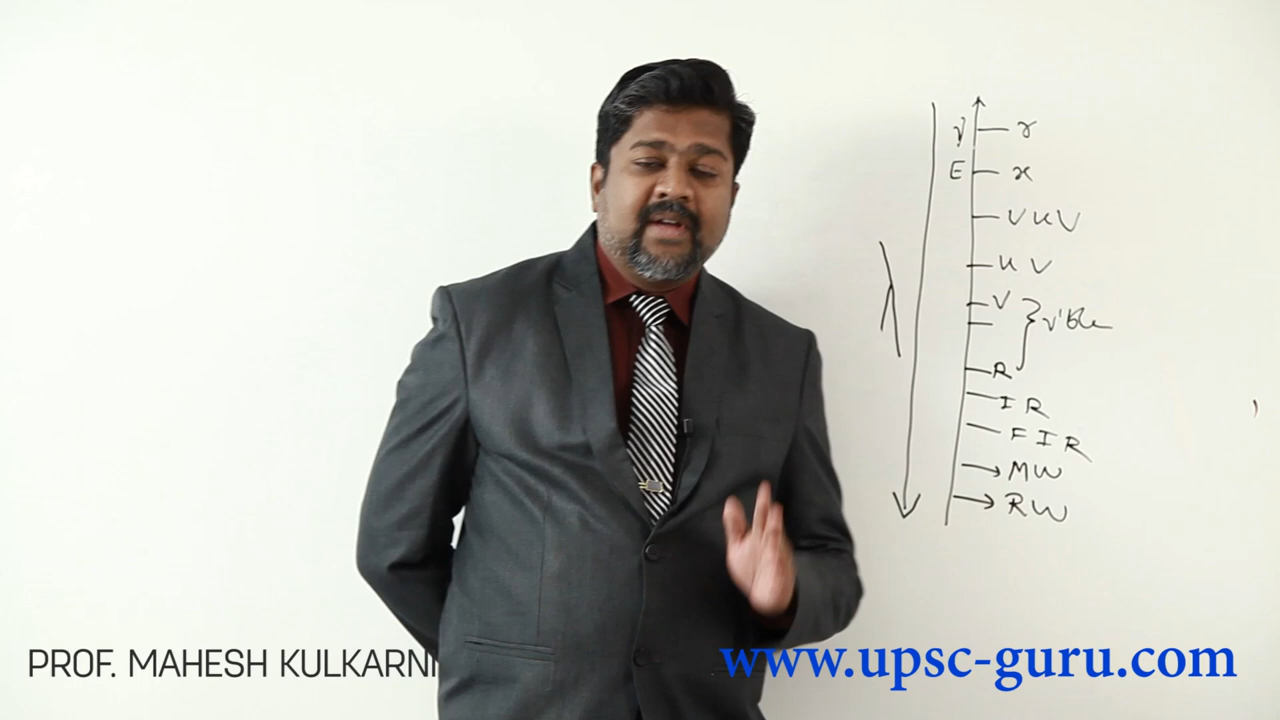 ν γ
E x
VUV
UV
V } v'ble
R
IR
FIR
λ
→ MW
→ RW
PROF. MAHESH KULKARNI
www.upsc-guru.com